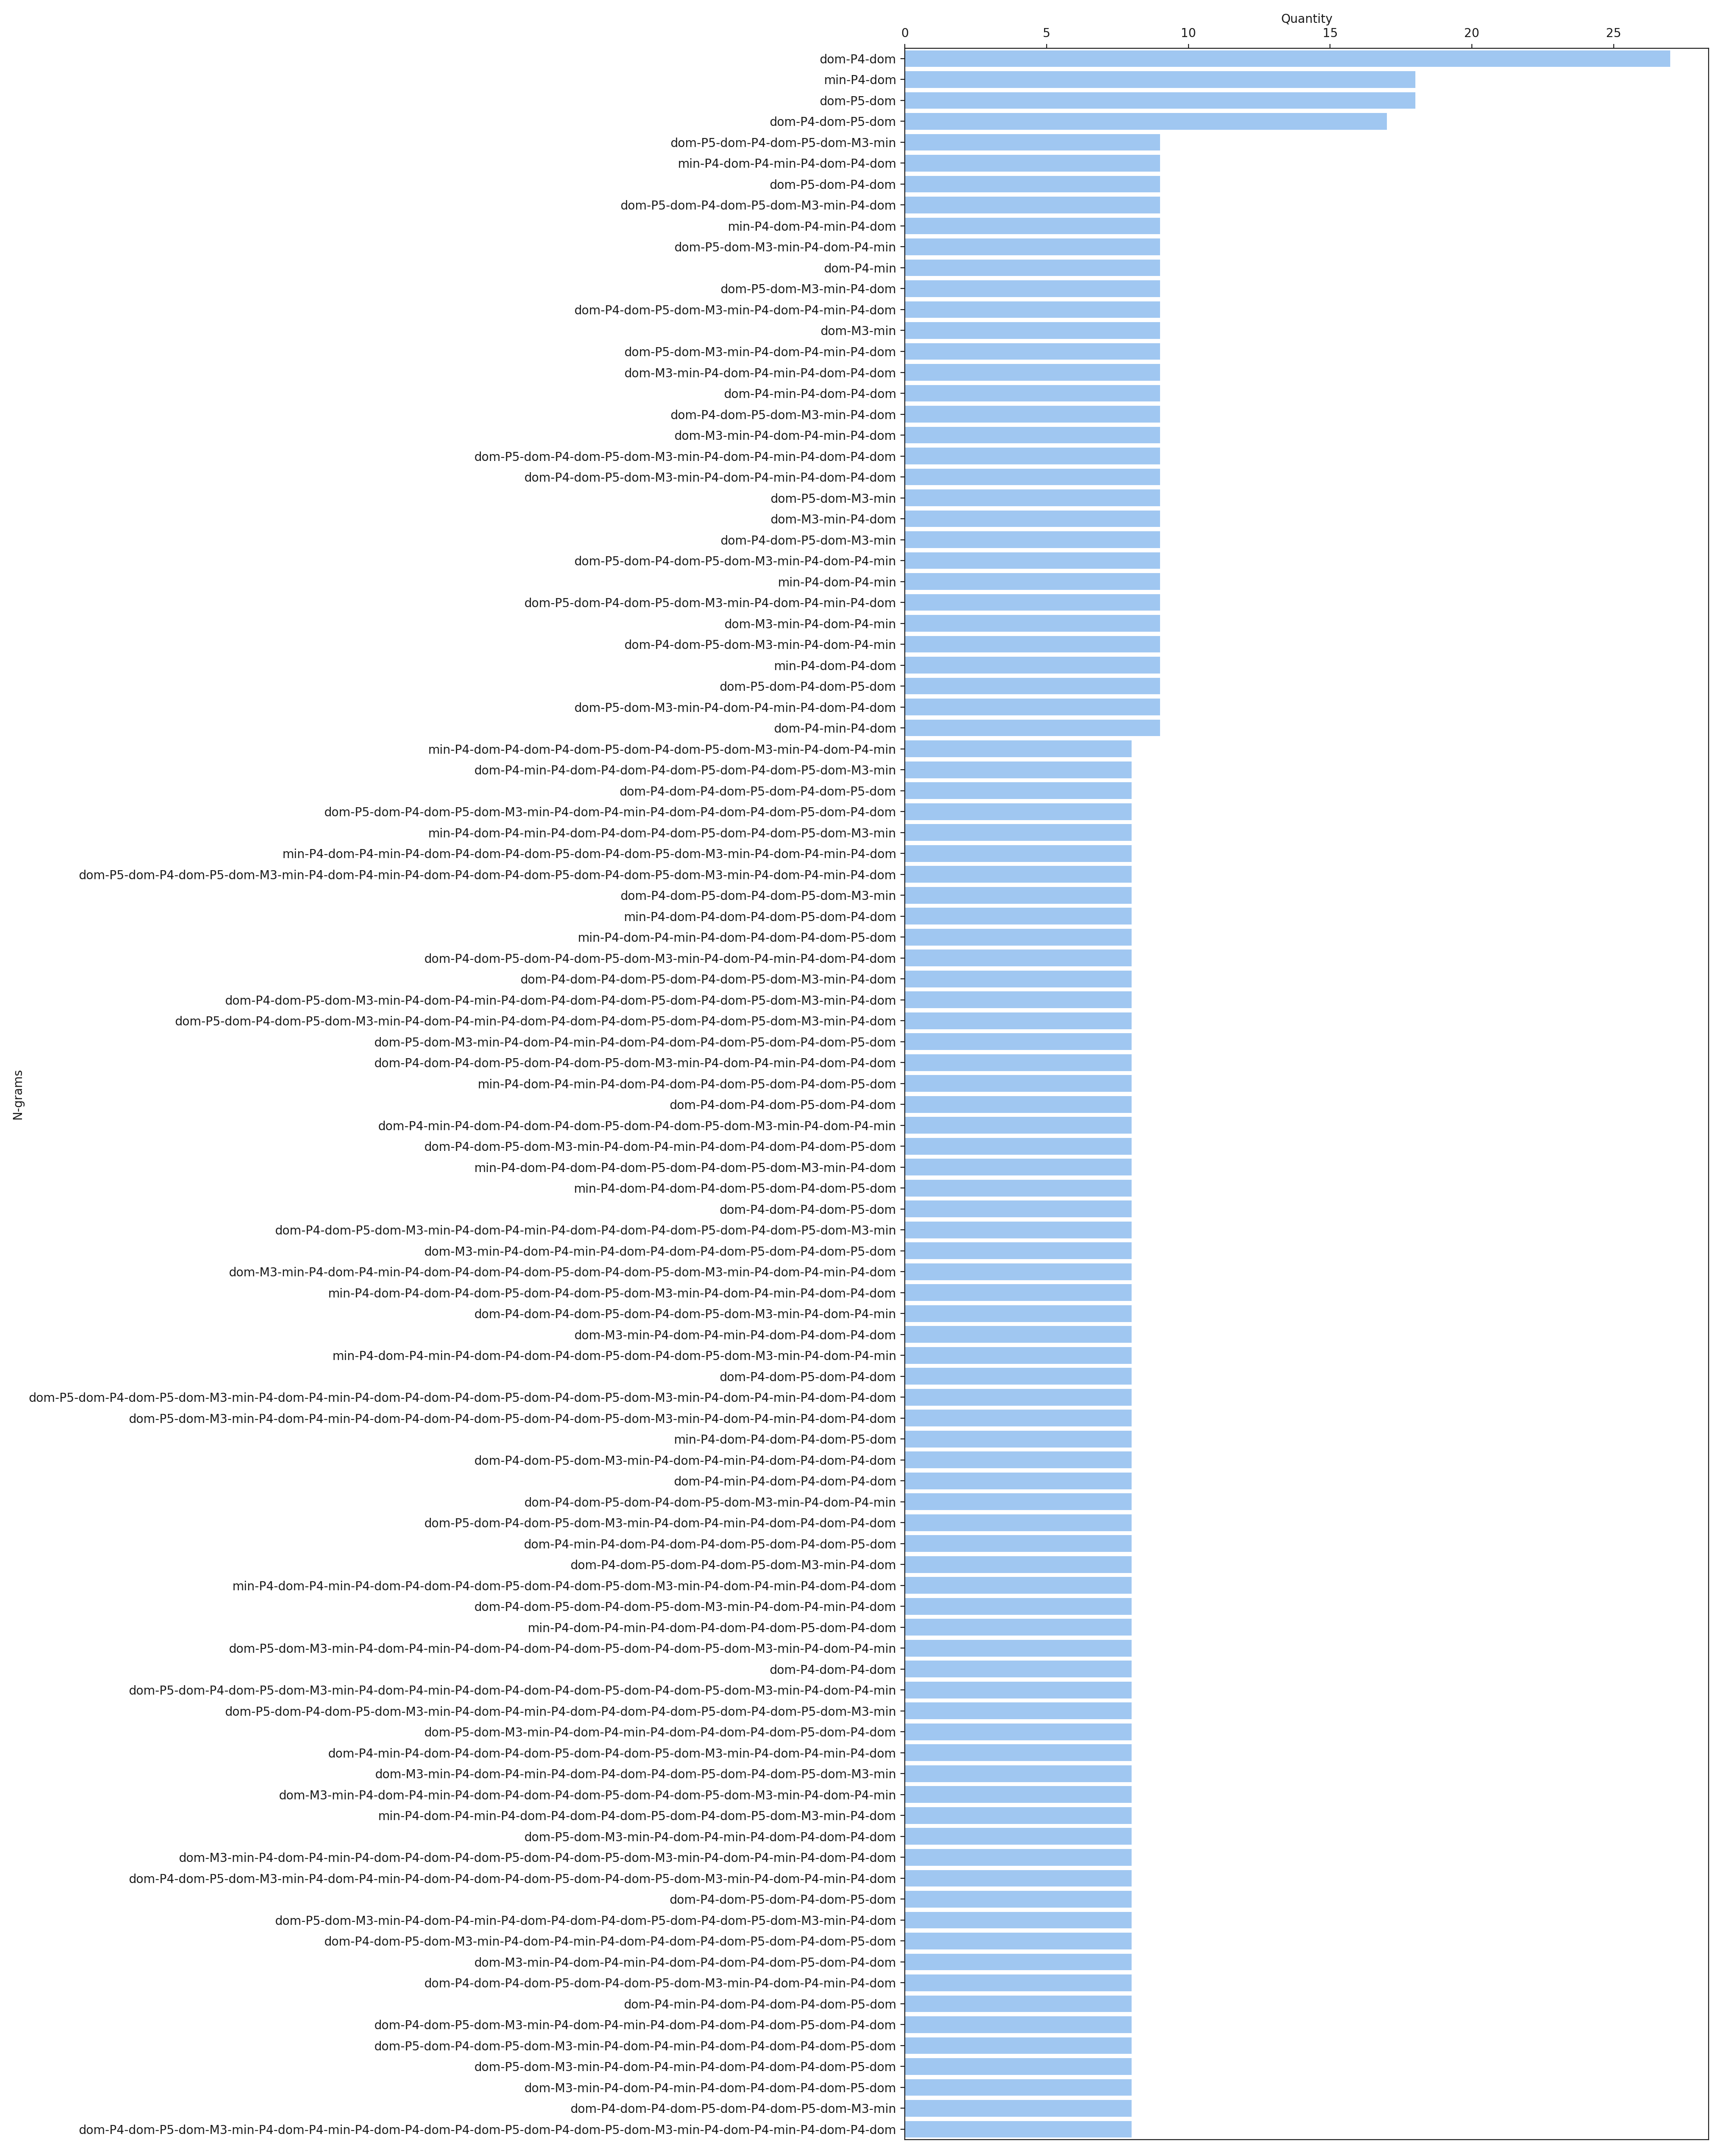 Quantity
0 5 10 15 20 25
dom-P4-dom
min-P4-dom
dom-P5-dom
dom-P4-dom-P5-dom
dom-P5-dom-P4-dom-P5-dom-M3-min
min-P4-dom-P4-min-P4-dom-P4-dom
dom-P5-dom-P4-dom
dom-P5-dom-P4-dom-P5-dom-M3-min-P4-dom
min-P4-dom-P4-min-P4-dom
dom-P5-dom-M3-min-P4-dom-P4-min
dom-P4-min
dom-P5-dom-M3-min-P4-dom
dom-P4-dom-P5-dom-M3-min-P4-dom-P4-min-P4-dom
dom-M3-min
dom-P5-dom-M3-min-P4-dom-P4-min-P4-dom
dom-M3-min-P4-dom-P4-min-P4-dom-P4-dom
dom-P4-min-P4-dom-P4-dom
dom-P4-dom-P5-dom-M3-min-P4-dom
dom-M3-min-P4-dom-P4-min-P4-dom
dom-P5-dom-P4-dom-P5-dom-M3-min-P4-dom-P4-min-P4-dom-P4-dom
dom-P4-dom-P5-dom-M3-min-P4-dom-P4-min-P4-dom-P4-dom
dom-P5-dom-M3-min
dom-M3-min-P4-dom
dom-P4-dom-P5-dom-M3-min
dom-P5-dom-P4-dom-P5-dom-M3-min-P4-dom-P4-min
min-P4-dom-P4-min
dom-P5-dom-P4-dom-P5-dom-M3-min-P4-dom-P4-min-P4-dom
dom-M3-min-P4-dom-P4-min
dom-P4-dom-P5-dom-M3-min-P4-dom-P4-min
min-P4-dom-P4-dom
dom-P5-dom-P4-dom-P5-dom
dom-P5-dom-M3-min-P4-dom-P4-min-P4-dom-P4-dom
dom-P4-min-P4-dom
min-P4-dom-P4-dom-P4-dom-P5-dom-P4-dom-P5-dom-M3-min-P4-dom-P4-min
dom-P4-min-P4-dom-P4-dom-P4-dom-P5-dom-P4-dom-P5-dom-M3-min
dom-P4-dom-P4-dom-P5-dom-P4-dom-P5-dom
dom-P5-dom-P4-dom-P5-dom-M3-min-P4-dom-P4-min-P4-dom-P4-dom-P4-dom-P5-dom-P4-dom
min-P4-dom-P4-min-P4-dom-P4-dom-P4-dom-P5-dom-P4-dom-P5-dom-M3-min
min-P4-dom-P4-min-P4-dom-P4-dom-P4-dom-P5-dom-P4-dom-P5-dom-M3-min-P4-dom-P4-min-P4-dom
dom-P5-dom-P4-dom-P5-dom-M3-min-P4-dom-P4-min-P4-dom-P4-dom-P4-dom-P5-dom-P4-dom-P5-dom-M3-min-P4-dom-P4-min-P4-dom
dom-P4-dom-P5-dom-P4-dom-P5-dom-M3-min
min-P4-dom-P4-dom-P4-dom-P5-dom-P4-dom
min-P4-dom-P4-min-P4-dom-P4-dom-P4-dom-P5-dom
dom-P4-dom-P5-dom-P4-dom-P5-dom-M3-min-P4-dom-P4-min-P4-dom-P4-dom
dom-P4-dom-P4-dom-P5-dom-P4-dom-P5-dom-M3-min-P4-dom
dom-P4-dom-P5-dom-M3-min-P4-dom-P4-min-P4-dom-P4-dom-P4-dom-P5-dom-P4-dom-P5-dom-M3-min-P4-dom
dom-P5-dom-P4-dom-P5-dom-M3-min-P4-dom-P4-min-P4-dom-P4-dom-P4-dom-P5-dom-P4-dom-P5-dom-M3-min-P4-dom
dom-P5-dom-M3-min-P4-dom-P4-min-P4-dom-P4-dom-P4-dom-P5-dom-P4-dom-P5-dom
dom-P4-dom-P4-dom-P5-dom-P4-dom-P5-dom-M3-min-P4-dom-P4-min-P4-dom-P4-dom
min-P4-dom-P4-min-P4-dom-P4-dom-P4-dom-P5-dom-P4-dom-P5-dom
dom-P4-dom-P4-dom-P5-dom-P4-dom
N-grams
dom-P4-min-P4-dom-P4-dom-P4-dom-P5-dom-P4-dom-P5-dom-M3-min-P4-dom-P4-min
dom-P4-dom-P5-dom-M3-min-P4-dom-P4-min-P4-dom-P4-dom-P4-dom-P5-dom
min-P4-dom-P4-dom-P4-dom-P5-dom-P4-dom-P5-dom-M3-min-P4-dom
min-P4-dom-P4-dom-P4-dom-P5-dom-P4-dom-P5-dom
dom-P4-dom-P4-dom-P5-dom
dom-P4-dom-P5-dom-M3-min-P4-dom-P4-min-P4-dom-P4-dom-P4-dom-P5-dom-P4-dom-P5-dom-M3-min
dom-M3-min-P4-dom-P4-min-P4-dom-P4-dom-P4-dom-P5-dom-P4-dom-P5-dom
dom-M3-min-P4-dom-P4-min-P4-dom-P4-dom-P4-dom-P5-dom-P4-dom-P5-dom-M3-min-P4-dom-P4-min-P4-dom
min-P4-dom-P4-dom-P4-dom-P5-dom-P4-dom-P5-dom-M3-min-P4-dom-P4-min-P4-dom-P4-dom
dom-P4-dom-P4-dom-P5-dom-P4-dom-P5-dom-M3-min-P4-dom-P4-min
dom-M3-min-P4-dom-P4-min-P4-dom-P4-dom-P4-dom
min-P4-dom-P4-min-P4-dom-P4-dom-P4-dom-P5-dom-P4-dom-P5-dom-M3-min-P4-dom-P4-min
dom-P4-dom-P5-dom-P4-dom
dom-P5-dom-P4-dom-P5-dom-M3-min-P4-dom-P4-min-P4-dom-P4-dom-P4-dom-P5-dom-P4-dom-P5-dom-M3-min-P4-dom-P4-min-P4-dom-P4-dom
dom-P5-dom-M3-min-P4-dom-P4-min-P4-dom-P4-dom-P4-dom-P5-dom-P4-dom-P5-dom-M3-min-P4-dom-P4-min-P4-dom-P4-dom
min-P4-dom-P4-dom-P4-dom-P5-dom
dom-P4-dom-P5-dom-M3-min-P4-dom-P4-min-P4-dom-P4-dom-P4-dom
dom-P4-min-P4-dom-P4-dom-P4-dom
dom-P4-dom-P5-dom-P4-dom-P5-dom-M3-min-P4-dom-P4-min
dom-P5-dom-P4-dom-P5-dom-M3-min-P4-dom-P4-min-P4-dom-P4-dom-P4-dom
dom-P4-min-P4-dom-P4-dom-P4-dom-P5-dom-P4-dom-P5-dom
dom-P4-dom-P5-dom-P4-dom-P5-dom-M3-min-P4-dom
min-P4-dom-P4-min-P4-dom-P4-dom-P4-dom-P5-dom-P4-dom-P5-dom-M3-min-P4-dom-P4-min-P4-dom-P4-dom
dom-P4-dom-P5-dom-P4-dom-P5-dom-M3-min-P4-dom-P4-min-P4-dom
min-P4-dom-P4-min-P4-dom-P4-dom-P4-dom-P5-dom-P4-dom
dom-P5-dom-M3-min-P4-dom-P4-min-P4-dom-P4-dom-P4-dom-P5-dom-P4-dom-P5-dom-M3-min-P4-dom-P4-min
dom-P4-dom-P4-dom
dom-P5-dom-P4-dom-P5-dom-M3-min-P4-dom-P4-min-P4-dom-P4-dom-P4-dom-P5-dom-P4-dom-P5-dom-M3-min-P4-dom-P4-min
dom-P5-dom-P4-dom-P5-dom-M3-min-P4-dom-P4-min-P4-dom-P4-dom-P4-dom-P5-dom-P4-dom-P5-dom-M3-min
dom-P5-dom-M3-min-P4-dom-P4-min-P4-dom-P4-dom-P4-dom-P5-dom-P4-dom
dom-P4-min-P4-dom-P4-dom-P4-dom-P5-dom-P4-dom-P5-dom-M3-min-P4-dom-P4-min-P4-dom
dom-M3-min-P4-dom-P4-min-P4-dom-P4-dom-P4-dom-P5-dom-P4-dom-P5-dom-M3-min
dom-M3-min-P4-dom-P4-min-P4-dom-P4-dom-P4-dom-P5-dom-P4-dom-P5-dom-M3-min-P4-dom-P4-min
min-P4-dom-P4-min-P4-dom-P4-dom-P4-dom-P5-dom-P4-dom-P5-dom-M3-min-P4-dom
dom-P5-dom-M3-min-P4-dom-P4-min-P4-dom-P4-dom-P4-dom
dom-M3-min-P4-dom-P4-min-P4-dom-P4-dom-P4-dom-P5-dom-P4-dom-P5-dom-M3-min-P4-dom-P4-min-P4-dom-P4-dom
dom-P4-dom-P5-dom-M3-min-P4-dom-P4-min-P4-dom-P4-dom-P4-dom-P5-dom-P4-dom-P5-dom-M3-min-P4-dom-P4-min-P4-dom
dom-P4-dom-P5-dom-P4-dom-P5-dom
dom-P5-dom-M3-min-P4-dom-P4-min-P4-dom-P4-dom-P4-dom-P5-dom-P4-dom-P5-dom-M3-min-P4-dom
dom-P4-dom-P5-dom-M3-min-P4-dom-P4-min-P4-dom-P4-dom-P4-dom-P5-dom-P4-dom-P5-dom
dom-M3-min-P4-dom-P4-min-P4-dom-P4-dom-P4-dom-P5-dom-P4-dom
dom-P4-dom-P4-dom-P5-dom-P4-dom-P5-dom-M3-min-P4-dom-P4-min-P4-dom
dom-P4-min-P4-dom-P4-dom-P4-dom-P5-dom
dom-P4-dom-P5-dom-M3-min-P4-dom-P4-min-P4-dom-P4-dom-P4-dom-P5-dom-P4-dom
dom-P5-dom-P4-dom-P5-dom-M3-min-P4-dom-P4-min-P4-dom-P4-dom-P4-dom-P5-dom
dom-P5-dom-M3-min-P4-dom-P4-min-P4-dom-P4-dom-P4-dom-P5-dom
dom-M3-min-P4-dom-P4-min-P4-dom-P4-dom-P4-dom-P5-dom
dom-P4-dom-P4-dom-P5-dom-P4-dom-P5-dom-M3-min
dom-P4-dom-P5-dom-M3-min-P4-dom-P4-min-P4-dom-P4-dom-P4-dom-P5-dom-P4-dom-P5-dom-M3-min-P4-dom-P4-min-P4-dom-P4-dom